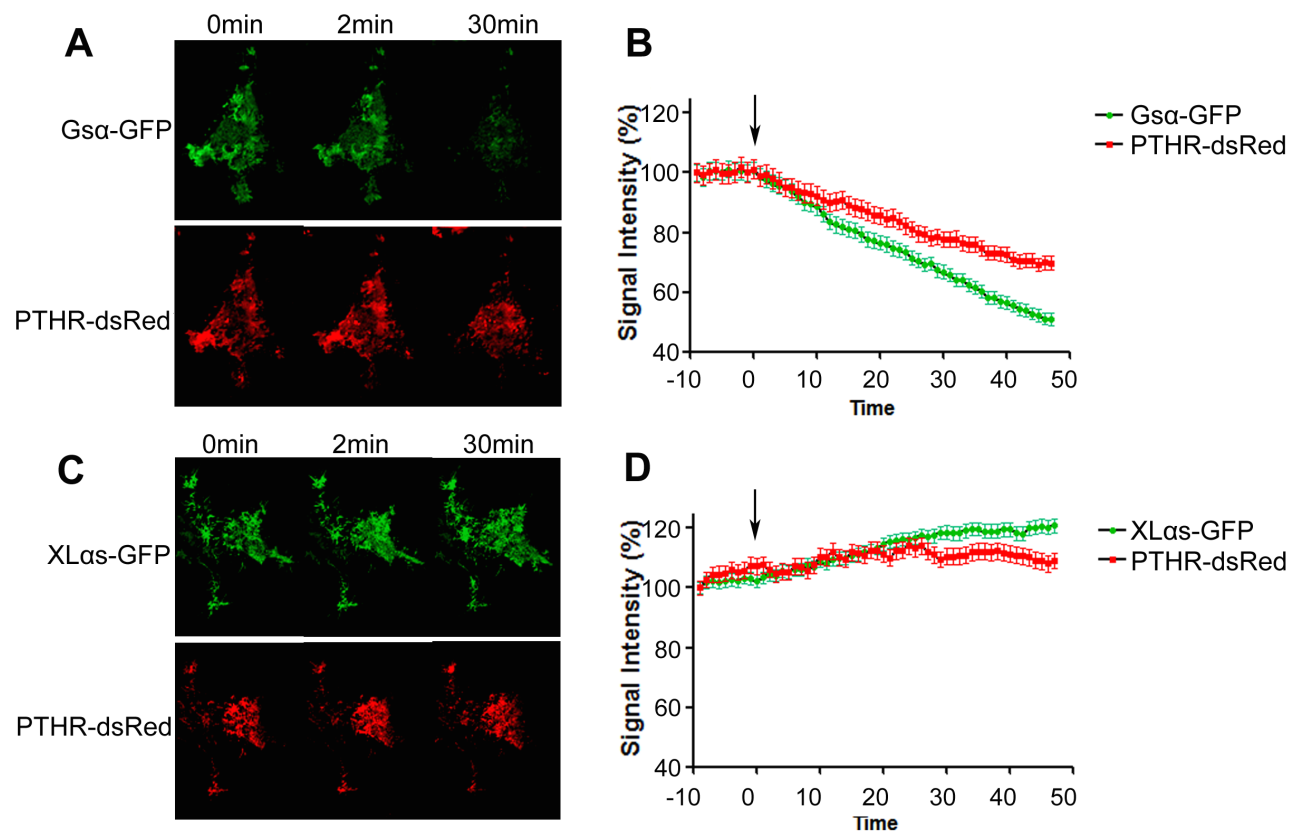 A
0min 2min 30min
Gsα-GFP
PTHR-dsRed
B
Signal Intensity (%)
120
100
80
60
40
-10 0 10 20 30 40 50
Time
Gsα-GFP
PTHR-dsRed
C
0min 2min 30min
XLαs-GFP
PTHR-dsRed
D
Signal Intensity (%)
120
100
80
60
40
-10 0 10 20 30 40 50
Time
XLαs-GFP
PTHR-dsRed